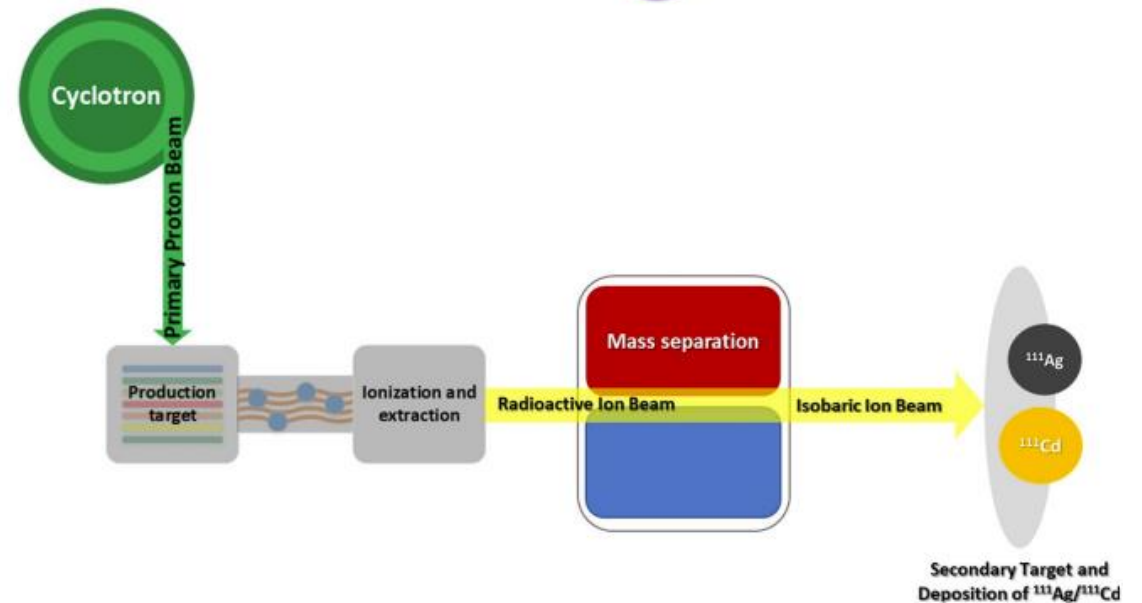 Cyclotron
Primary Proton Beam
Production
target
Ionization and
extraction
Radioactive Ion Beam
Mass separation
Isobaric Ion Beam
¹¹¹Ag
¹¹¹Cd
Secondary Target and
Deposition of ¹¹¹Ag/¹¹¹Cd